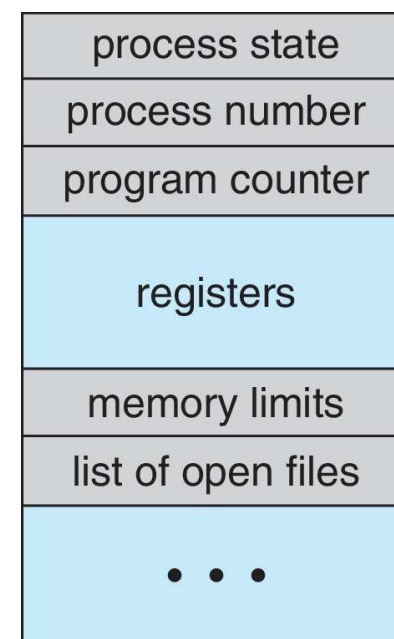 process state
process number
program counter
registers
memory limits
list of open files
• • •